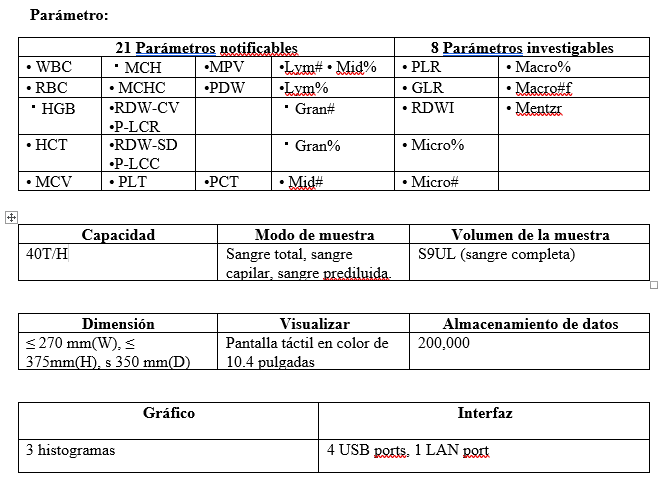 Parámetro:
21 Parámetros notificables 8 Parámetros investigables
• WBC ▪ MCH •MPV •Lym# • Mid% • PLR • Macro%
• RBC • MCHC •PDW •Lym% • GLR • Macro#f
▪ HGB •RDW-CV ▪ Gran# • RDWI • Mentzr
•P-LCR
• HCT •RDW-SD ▪ Gran% • Micro%
•P-LCC
• MCV • PLT •PCT • Mid# • Micro#
Capacidad Modo de muestra Volumen de la muestra
40T/H Sangre total, sangre S9UL (sangre completa)
capilar, sangre prediluida.
Dimensión Visualizar Almacenamiento de datos
≤ 270 mm(W), ≤ Pantalla táctil en color de 200,000
375mm(H), s 350 mm(D) 10.4 pulgadas
Gráfico Interfaz
3 histogramas 4 USB ports, 1 LAN port